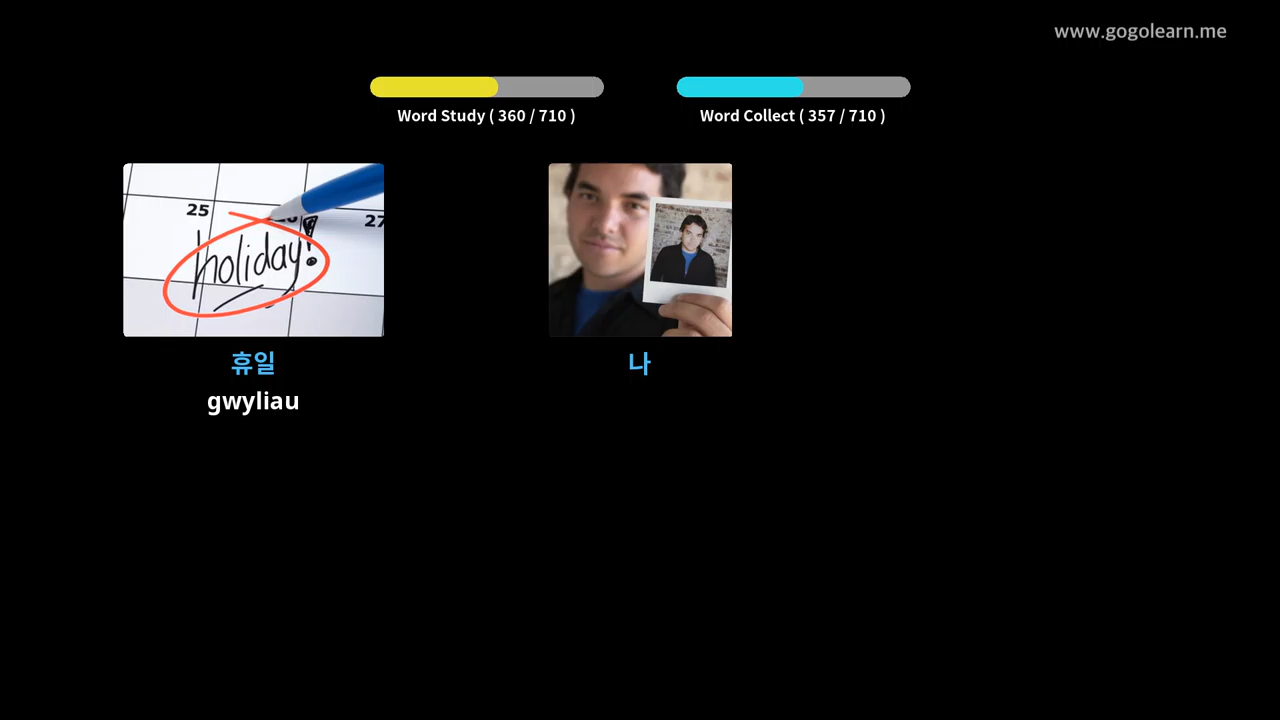 www.gogolearn.me
Word Study ( 360 / 710 )
Word Collect ( 357 / 710 )
25
27
holiday!
휴일
나
gwyliau